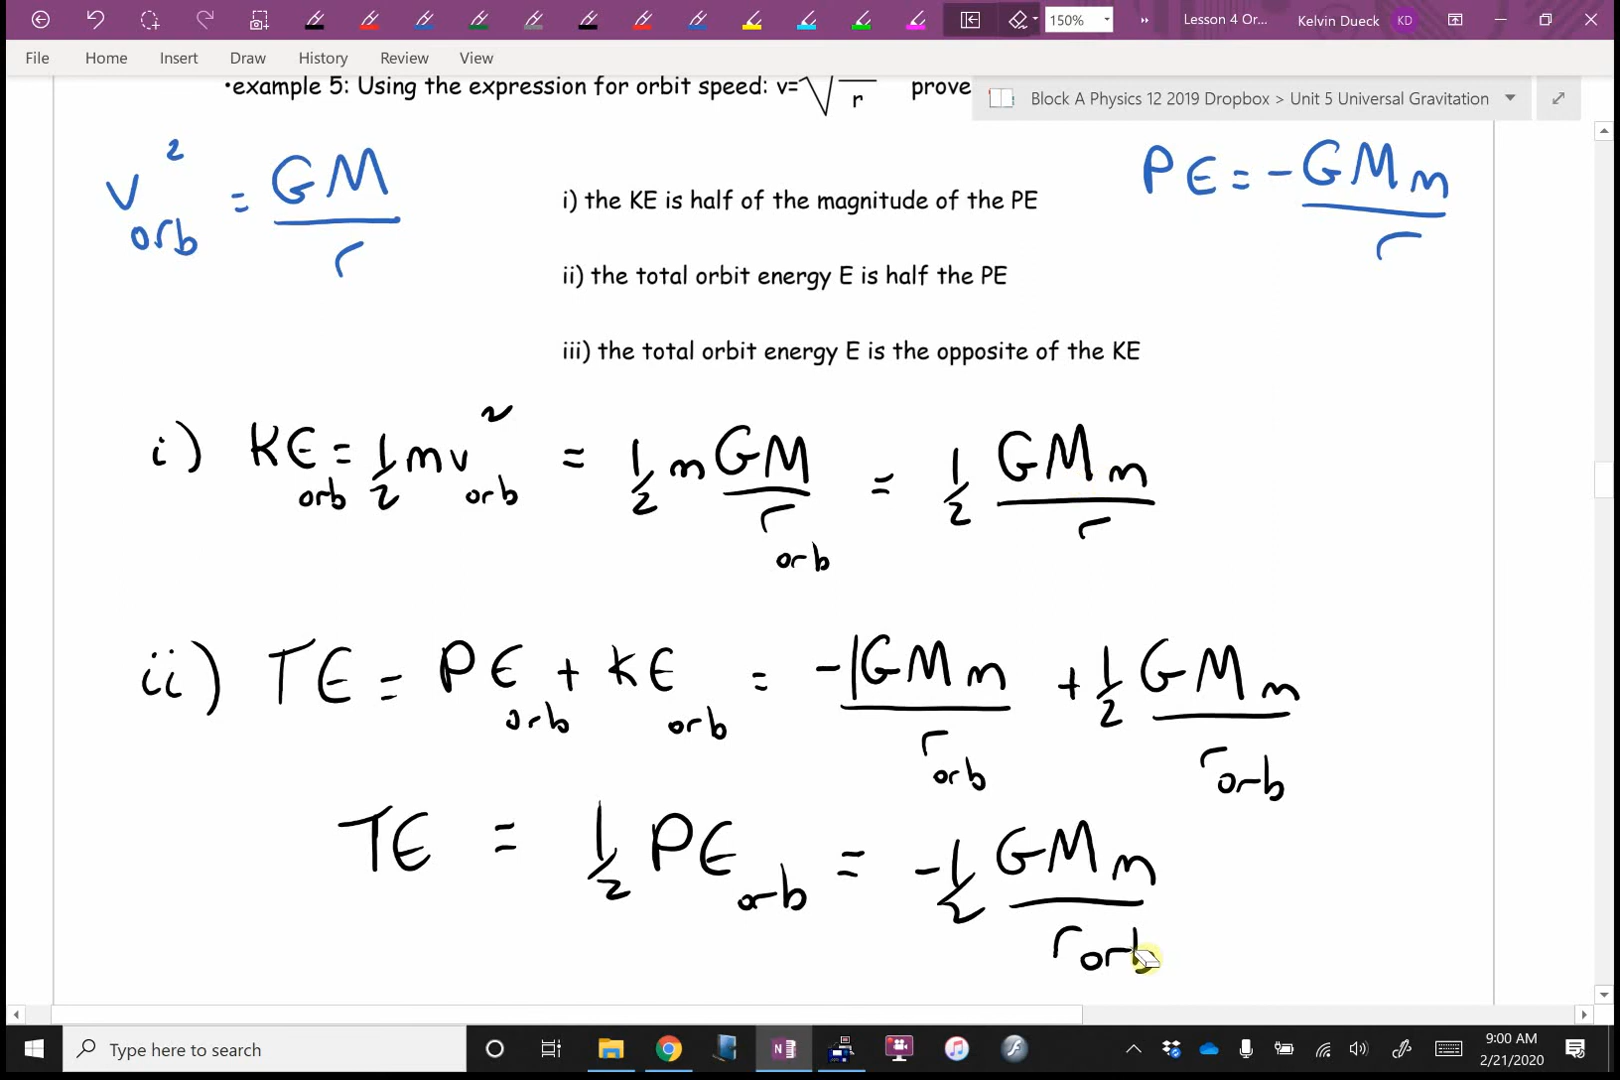 150%
Lesson 4 Or...
Kelvin Dueck
KD
File Home Insert Draw History Review View
•example 5: Using the expression for orbit speed: v=√ — r prove
Block A Physics 12 2019 Dropbox > Unit 5 Universal Gravitation
v²orb = GM/r
PE = -GMm/r
i) the KE is half of the magnitude of the PE
ii) the total orbit energy E is half the PE
iii) the total orbit energy E is the opposite of the KE
i) KEorb = 1/2 mv²orb = 1/2 m GM/rorb = 1/2 GMm/r
ii) TE = PEorb + KEorb = -1GMm/rorb + 1/2 GMm/rorb
TE = 1/2 PEorb = -1/2 GMm/rorb
Type here to search
N
9:00 AM
2/21/2020